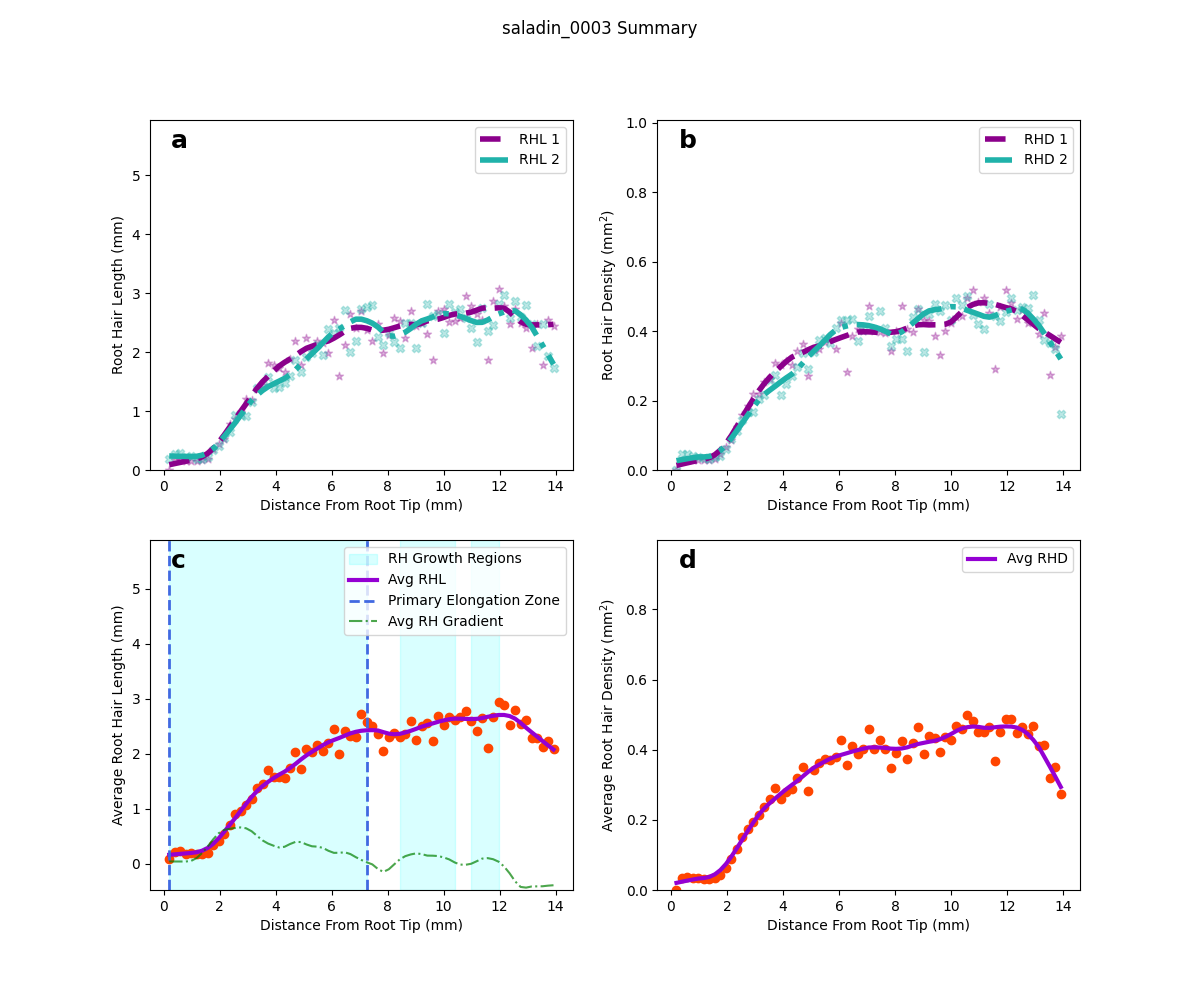 saladin_0003 Summary
a
RHL 1
RHL 2
5
4
3
2
1
0
Root Hair Length (mm)
0 2 4 6 8 10 12 14
Distance From Root Tip (mm)
b
RHD 1
RHD 2
1.0
0.8
0.6
0.4
0.2
0.0
Root Hair Density (mm²)
0 2 4 6 8 10 12 14
Distance From Root Tip (mm)
c
RH Growth Regions
Avg RHL
Primary Elongation Zone
Avg RH Gradient
5
4
3
2
1
0
Average Root Hair Length (mm)
0 2 4 6 8 10 12 14
Distance From Root Tip (mm)
d
Avg RHD
0.8
0.6
0.4
0.2
0.0
Average Root Hair Density (mm²)
0 2 4 6 8 10 12 14
Distance From Root Tip (mm)